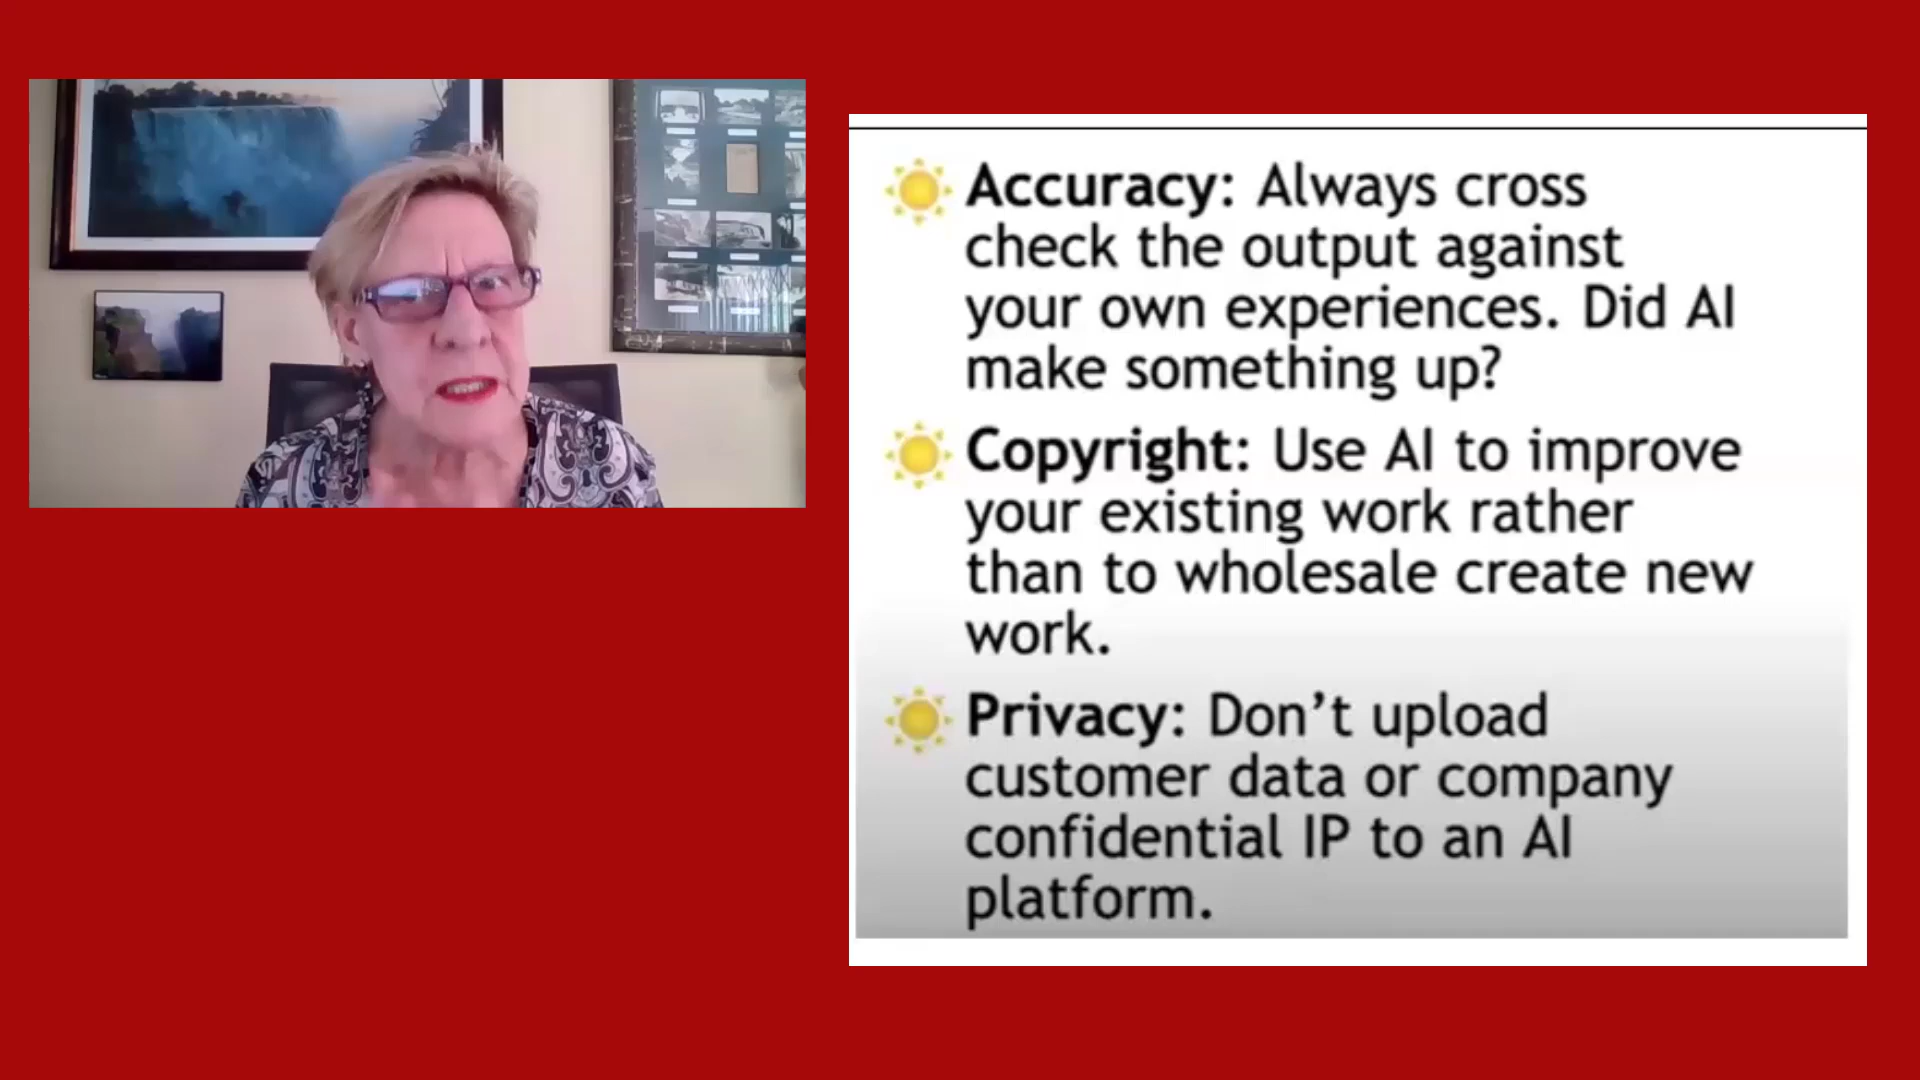 Accuracy: Always cross
check the output against
your own experiences. Did AI
make something up?
Copyright: Use AI to improve
your existing work rather
than to wholesale create new
work.
Privacy: Don’t upload
customer data or company
confidential IP to an AI
platform.